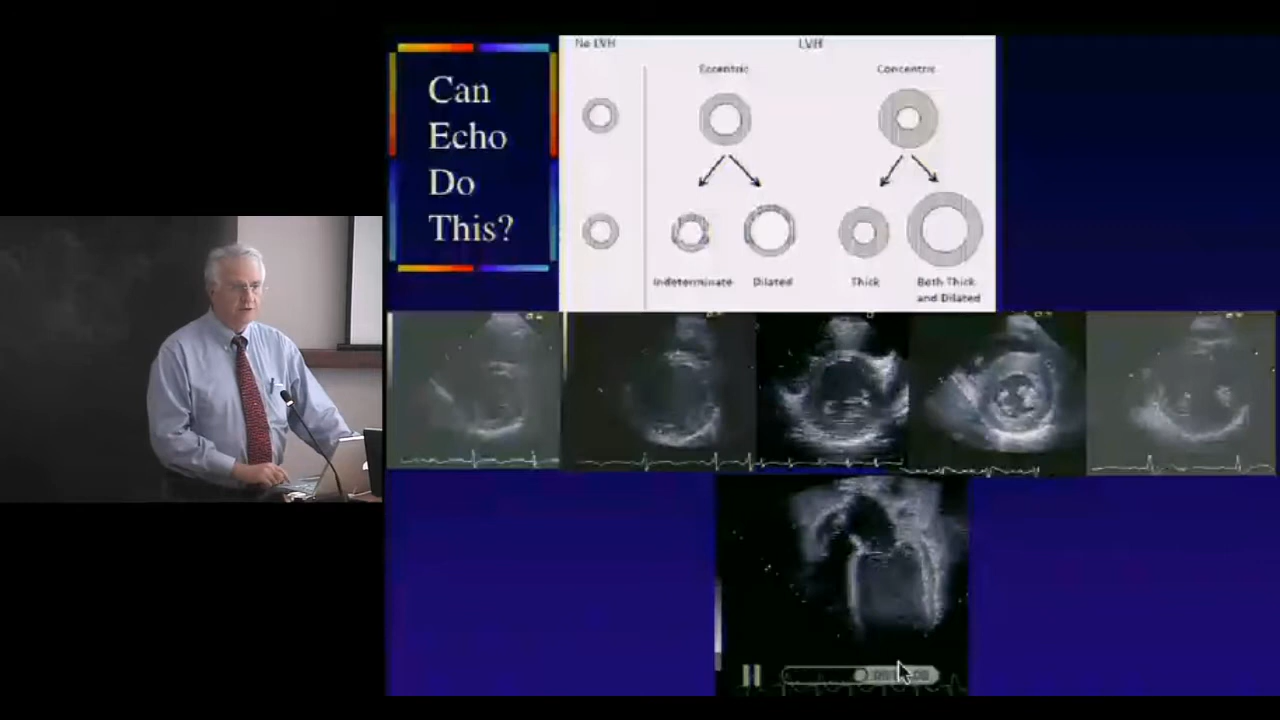 Can
Echo
Do
This?
No LVH
LVH
Eccentric
Concentric
Indeterminate
Dilated
Thick
Both Thick
and Dilated